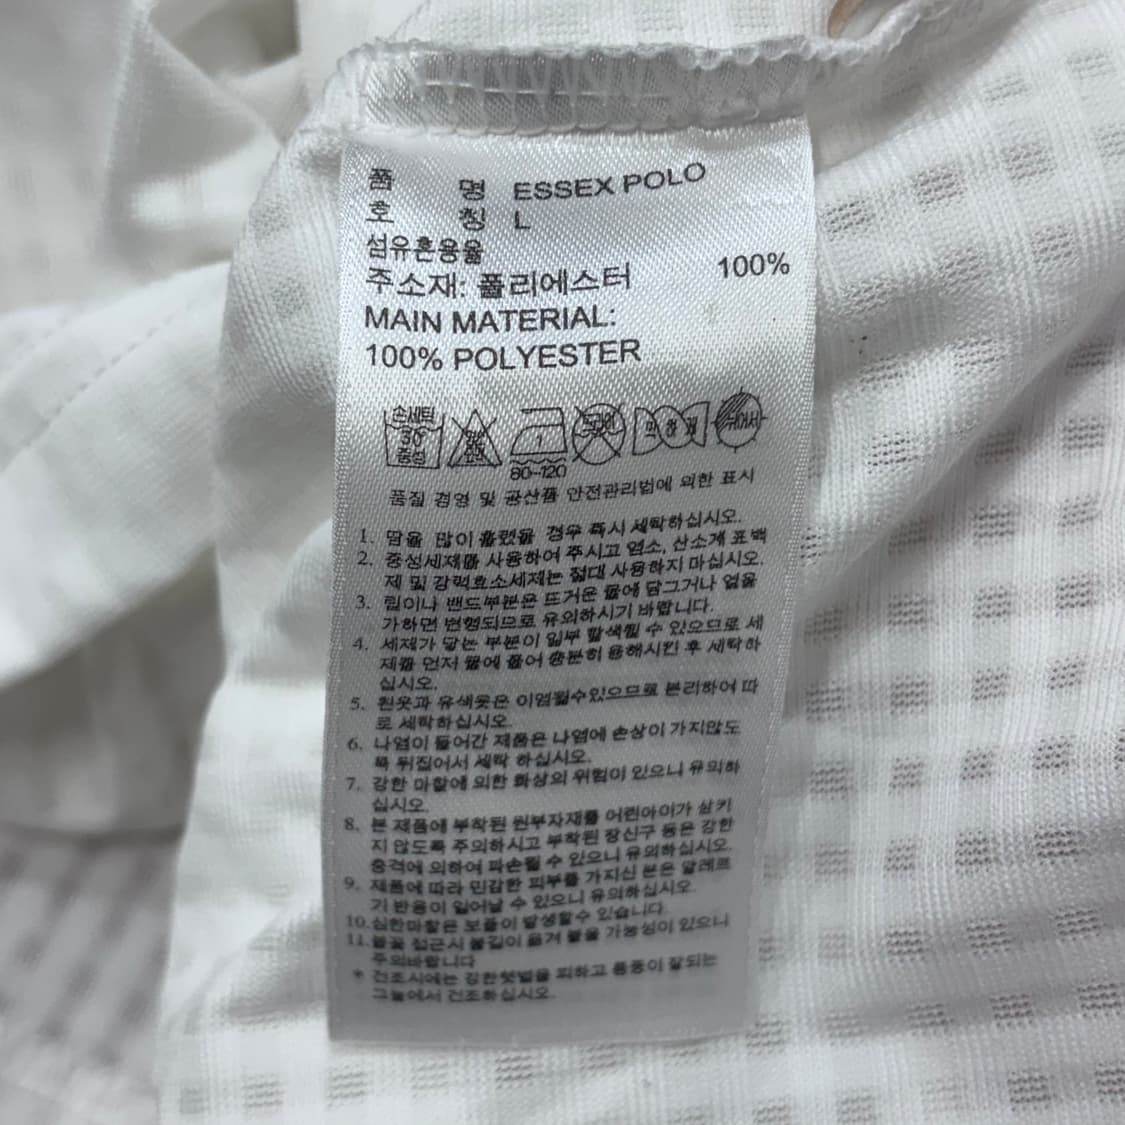 품 명 ESSEX POLO
호 칭 L
섬유혼용율
주소재: 폴리에스터 100%
MAIN MATERIAL:
100% POLYESTER
손세탁 30 중성
80~120
드라이
약하게
뉘어서
품질 경영 및 공산품 안전관리법에 의한 표시
1. 땀을 많이 흘렸을 경우 즉시 세탁하십시오.
2. 중성세제를 사용하여 주시고 염소, 산소계 표백
제 및 강력효소세제는 절대 사용하지 마십시오.
3. 립이나 밴드부분은 뜨거운 물에 담그거나 열을
가하면 변형되므로 유의하시기 바랍니다.
4. 세제가 닿는 부분이 일부 탈색될 수 있으므로 세
제를 먼저 물에 풀어 충분히 용해시킨 후 세탁하
십시오.
5. 흰옷과 유색옷은 이염될수있으므로 분리하여 따
로 세탁하십시오.
6. 나염이 들어간 제품은 나염에 손상이 가지않도
록 뒤집어서 세탁 하십시오.
7. 강한 마찰에 의한 화상의 위험이 있으니 유의하
십시오.
8. 본 제품에 부착된 원부자재를 어린아이가 삼키
지 않도록 주의하시고 부착된 장신구 등은 강한
충격에 의하여 파손될 수 있으니 유의하십시오.
9. 제품에 따라 민감한 피부를 가지신 분은 알레르
기 반응이 일어날 수 있으니 유의하십시오.
10.심한마찰은 보풀이 발생할수 있습니다.
11.불꽃 접근시 불길이 옮겨 붙을 가능성이 있으니
주의바랍니다
* 건조시에는 강한햇볕을 피하고 통풍이 잘되는
그늘에서 건조하십시오.